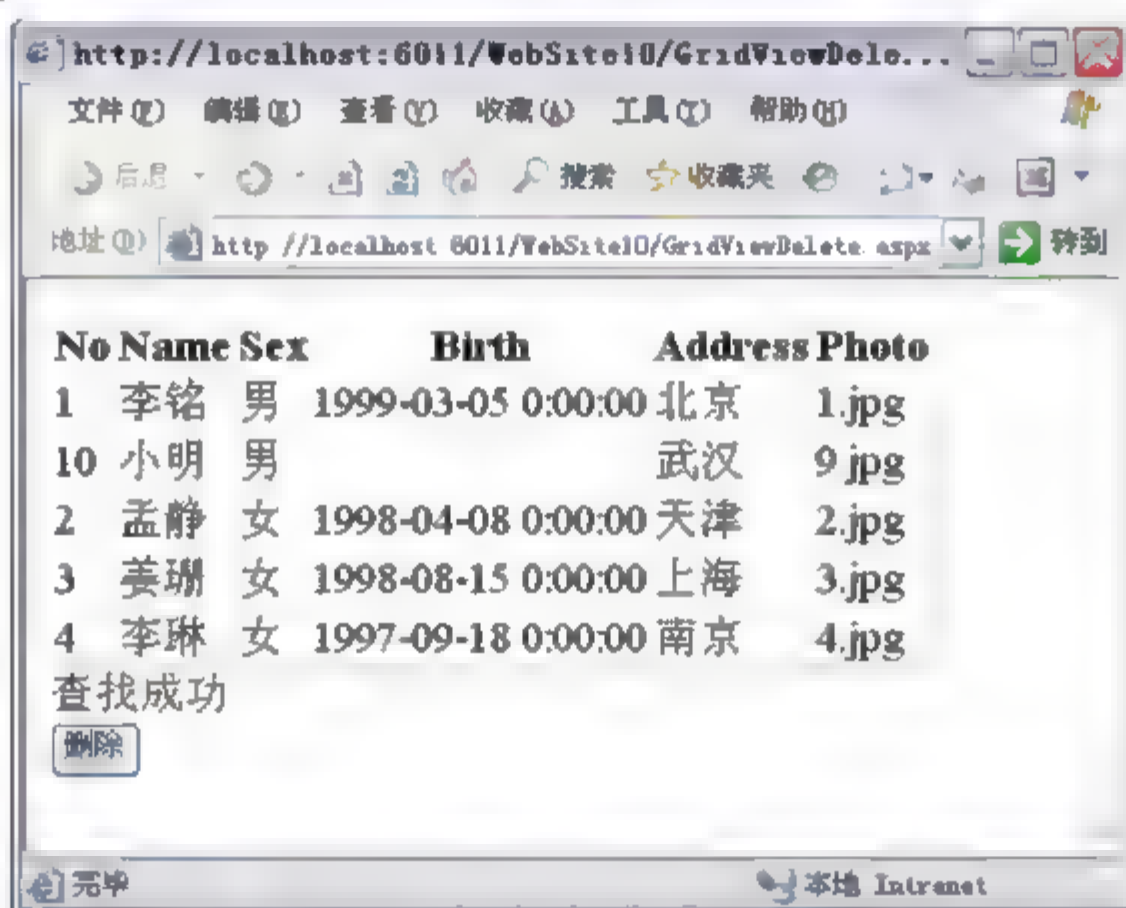 http://localhost:6011/WebSite10/GridViewDele...
文件(F) 编辑(E) 查看(V) 收藏(A) 工具(T) 帮助(H)
后退 搜索 收藏夹
地址(D) http://localhost:6011/WebSite10/GridViewDelete.aspx 转到
No Name Sex Birth Address Photo
1 李铭 男 1999-03-05 0:00:00 北京 1.jpg
10 小明 男 武汉 9.jpg
2 孟静 女 1998-04-08 0:00:00 天津 2.jpg
3 姜珊 女 1998-08-15 0:00:00 上海 3.jpg
4 李琳 女 1997-09-18 0:00:00 南京 4.jpg
查找成功
删除
完毕 本地 Intranet